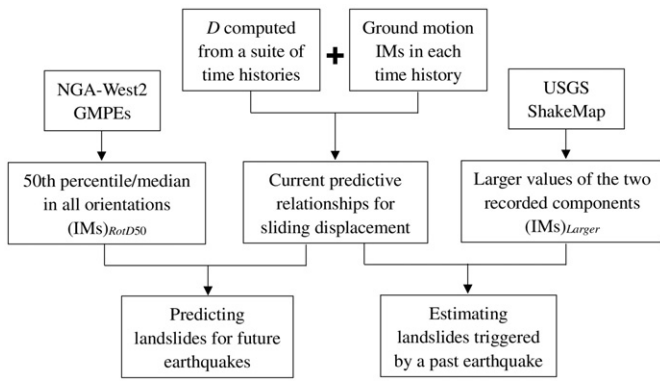 D computed
from a suite of
time histories
+
Ground motion
IMs in each
time history
NGA-West2
GMPEs
USGS
ShakeMap
50th percentile/median
in all orientations
(IMs)RotD50
Current predictive
relationships for
sliding displacement
Larger values of the two
recorded components
(IMs)Larger
Predicting
landslides for future
earthquakes
Estimating
landslides triggered
by a past earthquake